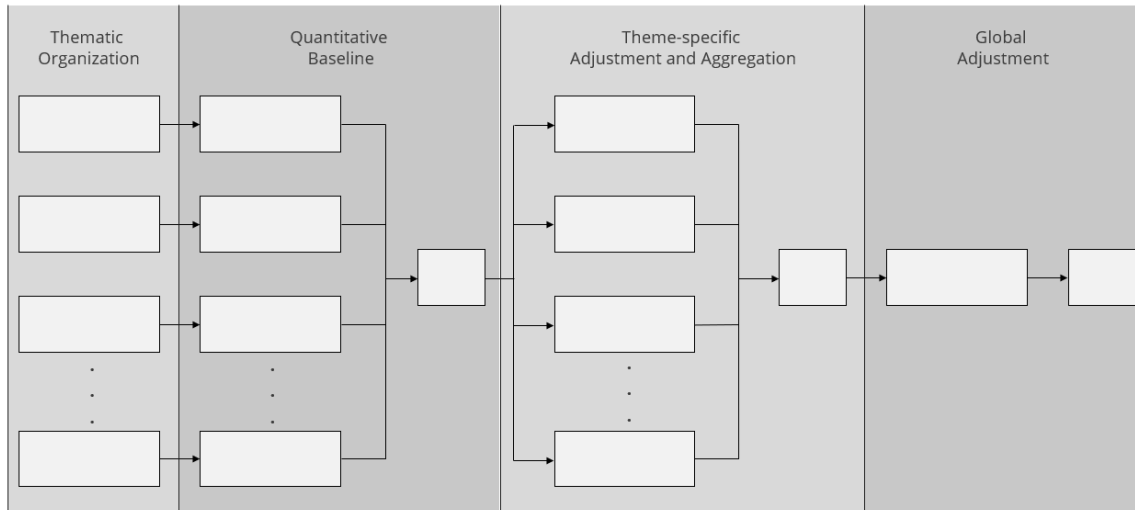 Thematic
Organization
Quantitative
Baseline
Theme-specific
Adjustment and Aggregation
Global
Adjustment